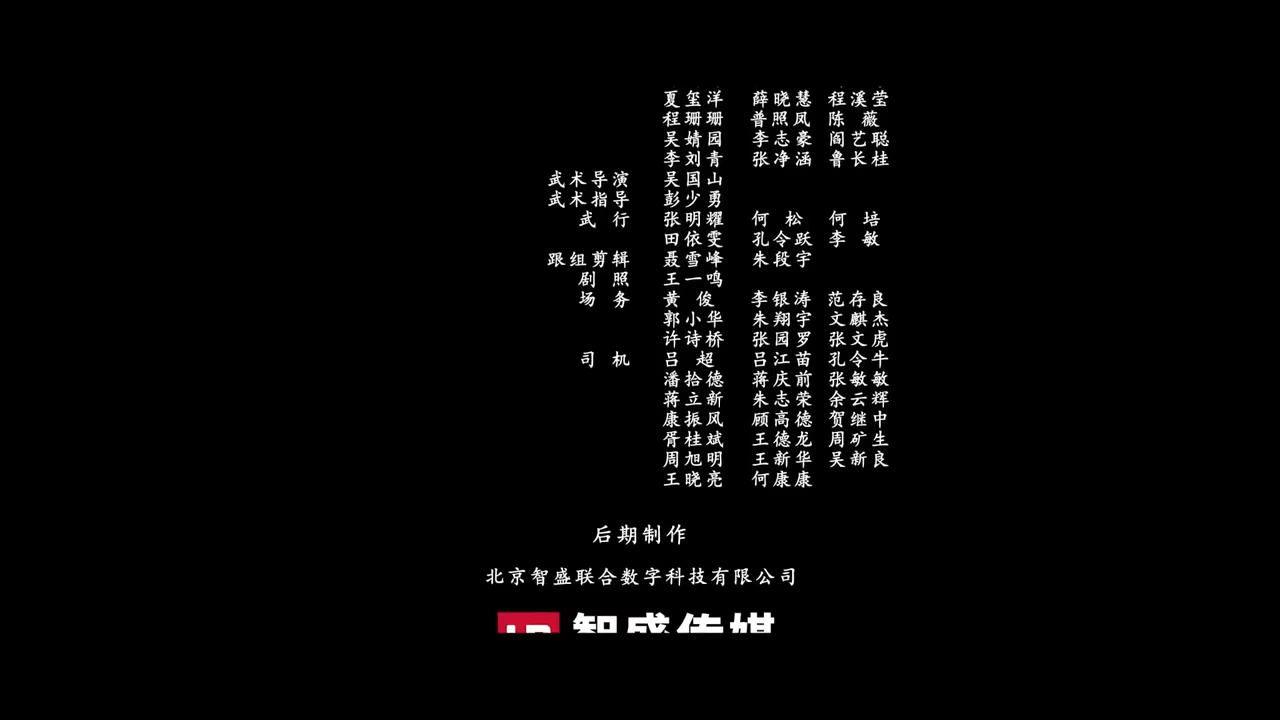 夏玺洋 薛晓慧 程溪莹
程珊珊 普照凤 陈薇
吴婧园 李志豪 阎艺聪
李刘青 张净涵 鲁长桂
武术导演 吴国山
武术指导 彭少勇
武行 张明耀 何松 何培
田依雯 孔令跃 李敏
跟组剪辑 聂雪峰 朱段宇
剧照 王一鸣
场务 黄俊 李银涛 范存良
郭小华 朱翔宇 文麒杰
许诗桥 张园罗 张文虎
司机 吕超 吕江苗 孔令牛
潘拾德 蒋庆前 张敏敏
蒋立新 朱志荣 余云辉
康振风 顾高德 贺继中
胥桂斌 王德龙 周矿生
周旭明 王新华 吴新良
王晓亮 何康康
后期制作
北京智盛联合数字科技有限公司
智盛传媒